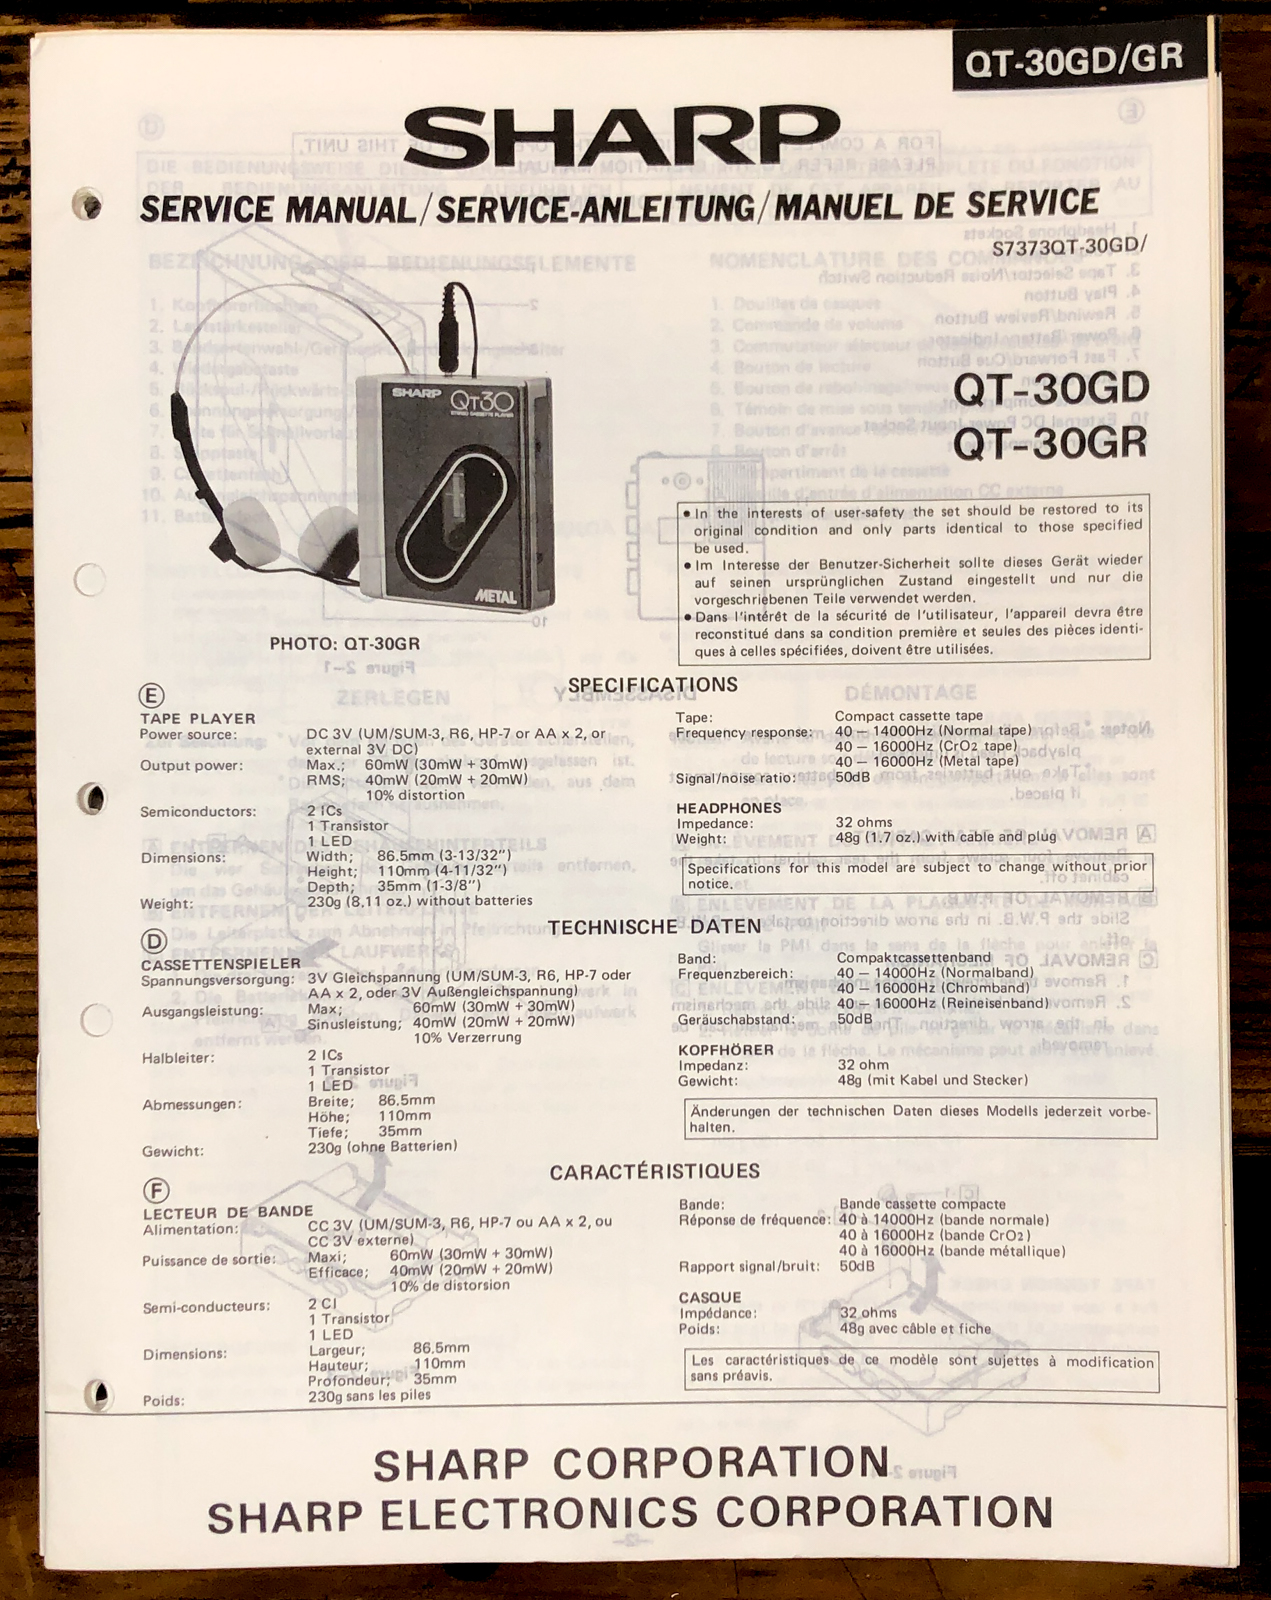 QT-30GD/GR
SHARP
SERVICE MANUAL/SERVICE-ANLEITUNG/MANUEL DE SERVICE
S7373QT-30GD/
QT-30GD
QT-30GR
SHARP
QT30
STEREO CASSETTE PLAYER
METAL
PHOTO: QT-30GR
• In the interests of user-safety the set should be restored to its
original condition and only parts identical to those specified
be used.
• Im Interesse der Benutzer-Sicherheit sollte dieses Gerät wieder
auf seinen ursprünglichen Zustand eingestellt und nur die
vorgeschriebenen Teile verwendet werden.
• Dans l'intérêt de la sécurité de l'utilisateur, l'appareil devra être
reconstitué dans sa condition première et seules des pièces identi-
ques à celles spécifiées, doivent être utilisées.
SPECIFICATIONS
E
TAPE PLAYER
Power source: DC 3V (UM/SUM-3, R6, HP-7 or AA x 2, or
external 3V DC)
Output power: Max.; 60mW (30mW + 30mW)
RMS; 40mW (20mW + 20mW)
10% distortion
Semiconductors: 2 ICs
1 Transistor
1 LED
Dimensions: Width; 86.5mm (3-13/32")
Height; 110mm (4-11/32")
Depth; 35mm (1-3/8")
Weight: 230g (8.11 oz.) without batteries
Tape: Compact cassette tape
Frequency response: 40 – 14000Hz (Normal tape)
40 – 16000Hz (CrO2 tape)
40 – 16000Hz (Metal tape)
Signal/noise ratio: 50dB
HEADPHONES
Impedance: 32 ohms
Weight: 48g (1.7 oz.) with cable and plug
Specifications for this model are subject to change without prior
notice.
TECHNISCHE DATEN
D
CASSETTENSPIELER
Spannungsversorgung: 3V Gleichspannung (UM/SUM-3, R6, HP-7 oder
AA x 2, oder 3V Außengleichspannung)
Ausgangsleistung: Max; 60mW (30mW + 30mW)
Sinusleistung; 40mW (20mW + 20mW)
10% Verzerrung
Halbleiter: 2 ICs
1 Transistor
1 LED
Abmessungen: Breite; 86.5mm
Höhe; 110mm
Tiefe; 35mm
Gewicht: 230g (ohne Batterien)
Band: Compaktcassettenband
Frequenzbereich: 40 – 14000Hz (Normalband)
40 – 16000Hz (Chromband)
40 – 16000Hz (Reineisenband)
Geräuschabstand: 50dB
KOPFHÖRER
Impedanz: 32 ohm
Gewicht: 48g (mit Kabel und Stecker)
Änderungen der technischen Daten dieses Modells jederzeit vorbe-
halten.
CARACTÉRISTIQUES
F
LECTEUR DE BANDE
Alimentation: CC 3V (UM/SUM-3, R6, HP-7 ou AA x 2, ou
CC 3V externe)
Puissance de sortie: Maxi; 60mW (30mW + 30mW)
Efficace; 40mW (20mW + 20mW)
10% de distorsion
Semi-conducteurs: 2 CI
1 Transistor
1 LED
Dimensions: Largeur; 86.5mm
Hauteur; 110mm
Profondeur; 35mm
Poids: 230g sans les piles
Bande: Bande cassette compacte
Réponse de fréquence: 40 à 14000Hz (bande normale)
40 à 16000Hz (bande CrO2)
40 à 16000Hz (bande métallique)
Rapport signal/bruit: 50dB
CASQUE
Impédance: 32 ohms
Poids: 48g avec câble et fiche
Les caractéristiques de ce modèle sont sujettes à modification
sans préavis.
SHARP CORPORATION
SHARP ELECTRONICS CORPORATION